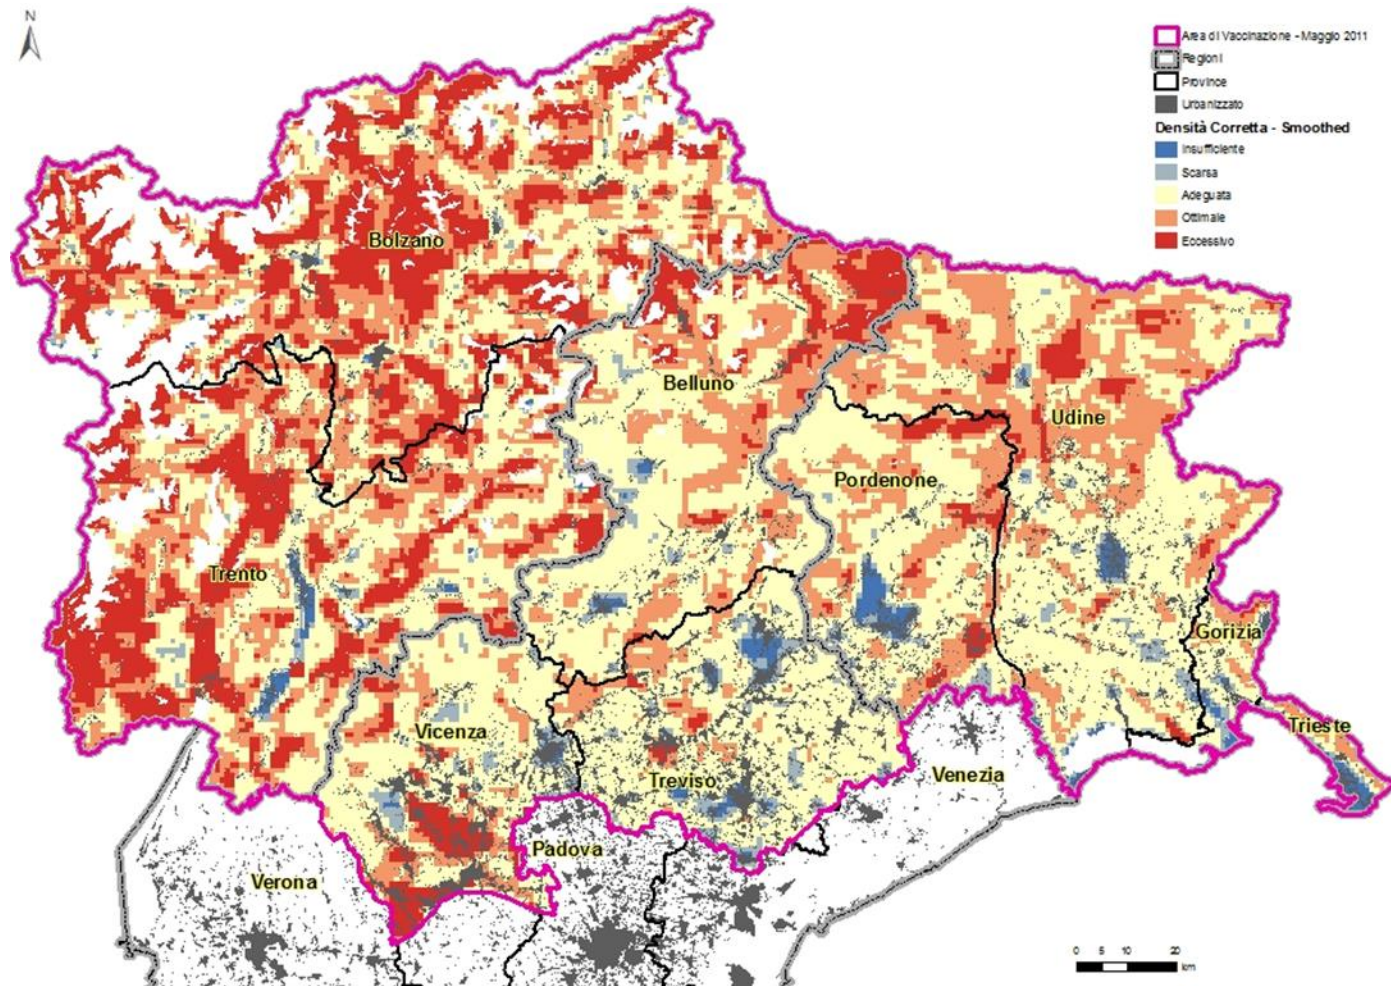 N
Area di Vaccinazione - Maggio 2011
Regioni
Province
Urbanizzato
Densità Corretta - Smoothed
Insufficiente
Scarsa
Adeguata
Ottimale
Eccessivo
Bolzano
Belluno
Udine
Pordenone
Trento
Gorizia
Trieste
Vicenza
Treviso
Venezia
Padova
Verona
0 5 10 20
km